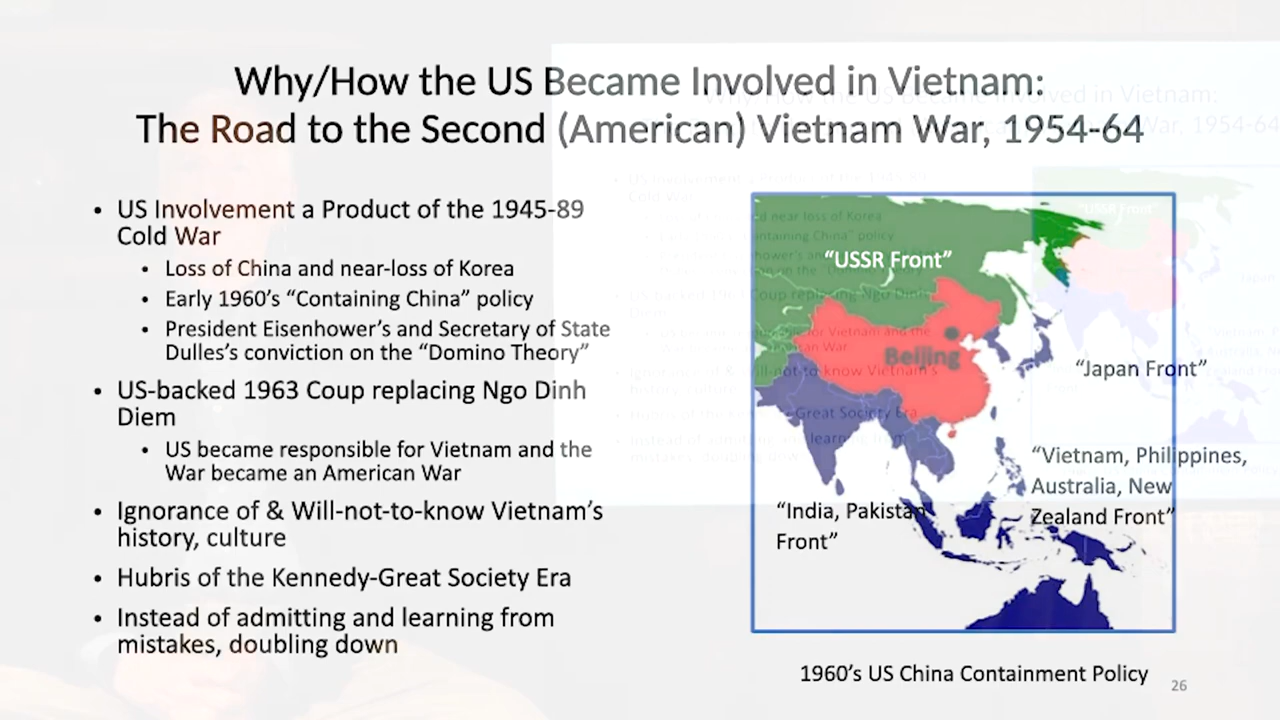 Why/How the US Became Involved in Vietnam:
The Road to the Second (American) Vietnam War, 1954-64
• US Involvement a Product of the 1945-89
Cold War
• Loss of China and near-loss of Korea
• Early 1960’s “Containing China” policy
• President Eisenhower’s and Secretary of State
Dulles’s conviction on the “Domino Theory”
• US-backed 1963 Coup replacing Ngo Dinh
Diem
• US became responsible for Vietnam and the
War became an American War
• Ignorance of & Will-not-to-know Vietnam’s
history, culture
• Hubris of the Kennedy-Great Society Era
• Instead of admitting and learning from
mistakes, doubling down
“USSR Front”
Beijing
“Japan Front”
“Vietnam, Philippines,
Australia, New
Zealand Front”
“India, Pakistan
Front”
1960’s US China Containment Policy
26